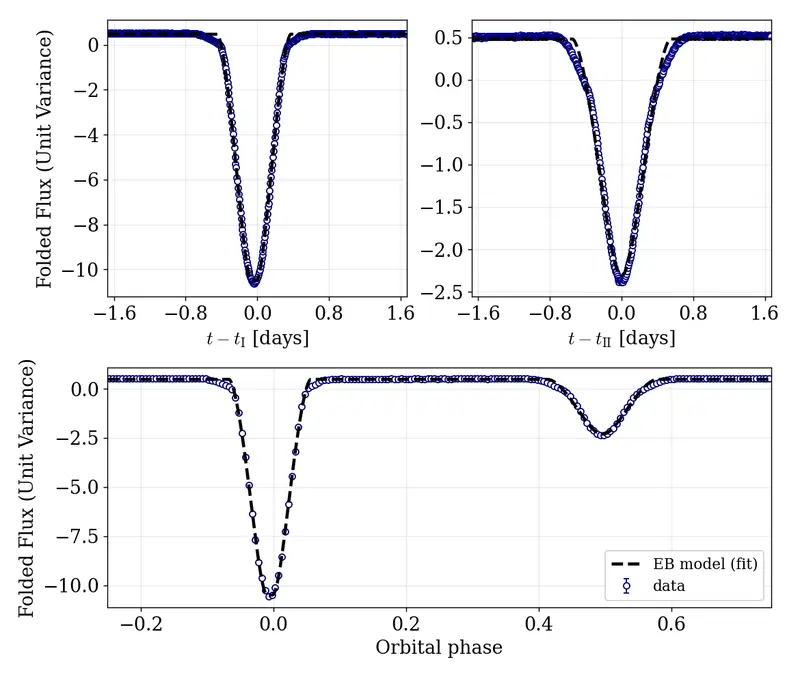 Folded Flux (Unit Variance)
0
−2
−4
−6
−8
−10
−1.6 −0.8 0.0 0.8 1.6
t − t_I [days]
0.5
0.0
−0.5
−1.0
−1.5
−2.0
−2.5
−1.6 −0.8 0.0 0.8 1.6
t − t_II [days]
Folded Flux (Unit Variance)
0.0
−2.5
−5.0
−7.5
−10.0
EB model (fit)
data
−0.2 0.0 0.2 0.4 0.6
Orbital phase